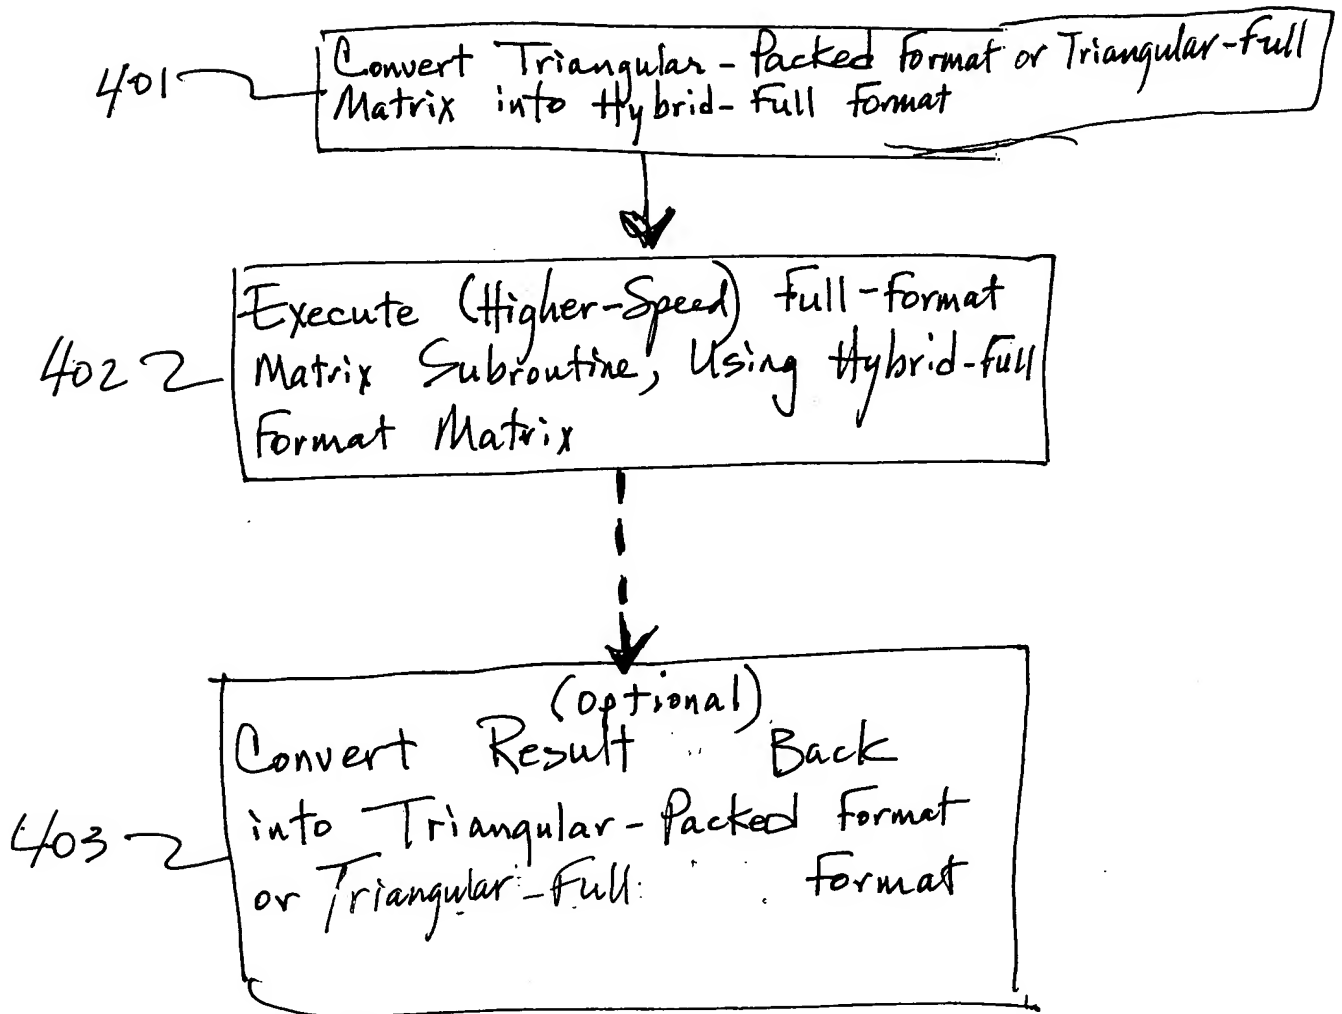 401
Convert Triangular-Packed Format or Triangular-Full
Matrix into Hybrid-Full Format
402
Execute (Higher-Speed) Full-Format
Matrix Subroutine, Using Hybrid-Full
Format Matrix
403
(Optional)
Convert Result Back
into Triangular-Packed Format
or Triangular-Full Format